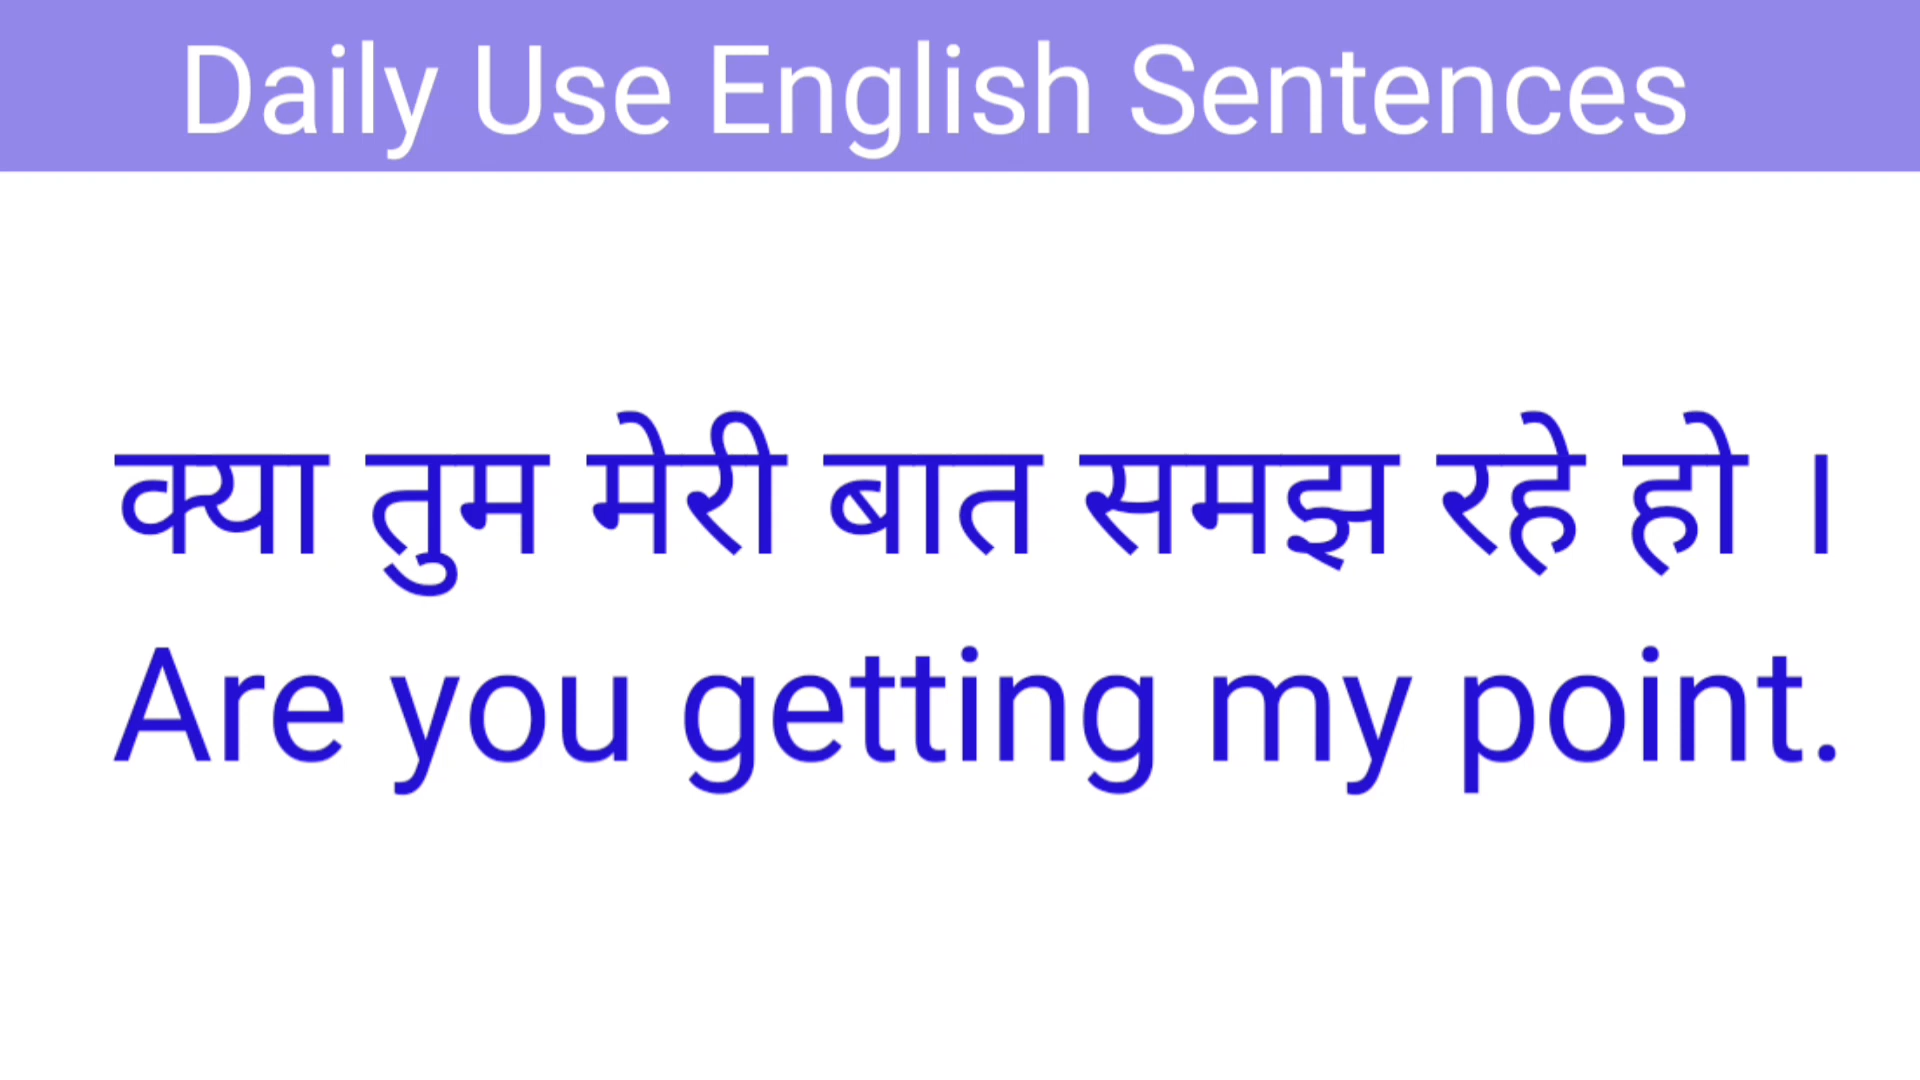 Daily Use English Sentences
क्या तुम मेरी बात समझ रहे हो ।
Are you getting my point.